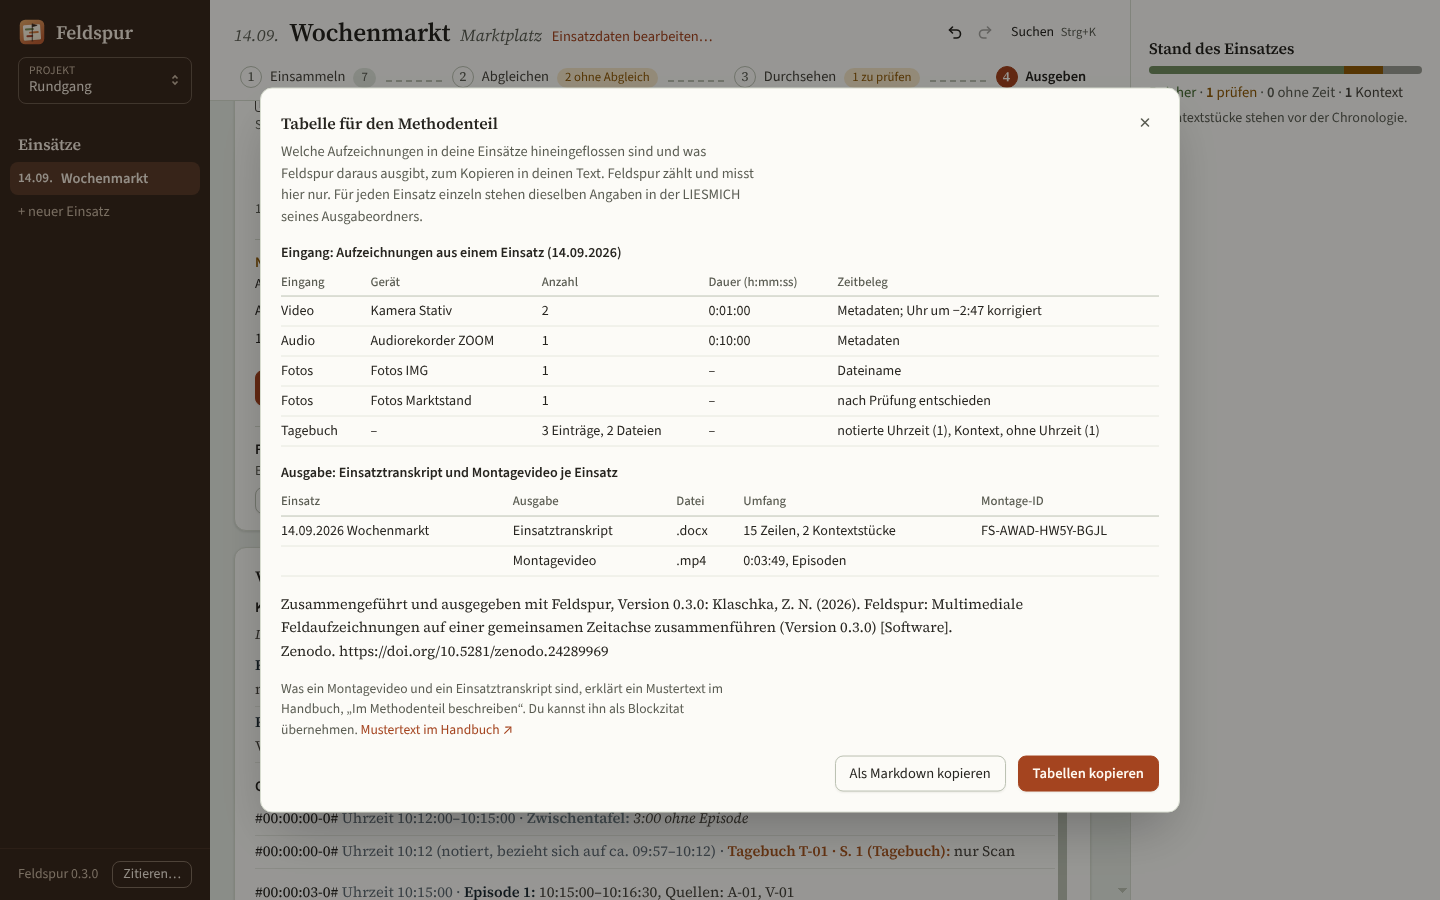 Feldspur
PROJEKT
Rundgang
Einsätze
14.09. Wochenmarkt
+ neuer Einsatz
Feldspur 0.3.0
Zitieren…
14.09. Wochenmarkt Marktplatz Einsatzdaten bearbeiten…
Suchen Strg+K
1 Einsammeln 7
2 Abgleichen 2 ohne Abgleich
3 Durchsehen 1 zu prüfen
4 Ausgeben
Stand des Einsatzes
· 1 prüfen · 0 ohne Zeit · 1 Kontext
stehen vor der Chronologie.
Tabelle für den Methodenteil
×
Welche Aufzeichnungen in deine Einsätze hineingeflossen sind und was
Feldspur daraus ausgibt, zum Kopieren in deinen Text. Feldspur zählt und misst
hier nur. Für jeden Einsatz einzeln stehen dieselben Angaben in der LIESMICH
seines Ausgabeordners.
Eingang: Aufzeichnungen aus einem Einsatz (14.09.2026)
Eingang Gerät Anzahl Dauer (h:mm:ss) Zeitbeleg
Video Kamera Stativ 2 0:01:00 Metadaten; Uhr um −2:47 korrigiert
Audio Audiorekorder ZOOM 1 0:10:00 Metadaten
Fotos Fotos IMG 1 – Dateiname
Fotos Fotos Marktstand 1 – nach Prüfung entschieden
Tagebuch – 3 Einträge, 2 Dateien – notierte Uhrzeit (1), Kontext, ohne Uhrzeit (1)
Ausgabe: Einsatztranskript und Montagevideo je Einsatz
Einsatz Ausgabe Datei Umfang Montage-ID
14.09.2026 Wochenmarkt Einsatztranskript .docx 15 Zeilen, 2 Kontextstücke FS-AWAD-HW5Y-BGJL
Montagevideo .mp4 0:03:49, Episoden
Zusammengeführt und ausgegeben mit Feldspur, Version 0.3.0: Klaschka, Z. N. (2026). Feldspur: Multimediale
Feldaufzeichnungen auf einer gemeinsamen Zeitachse zusammenführen (Version 0.3.0) [Software].
Zenodo. https://doi.org/10.5281/zenodo.24289969
Was ein Montagevideo und ein Einsatztranskript sind, erklärt ein Mustertext im
Handbuch, „Im Methodenteil beschreiben“. Du kannst ihn als Blockzitat
übernehmen. Mustertext im Handbuch ↗
Als Markdown kopieren
Tabellen kopieren
#00:00:00-0# Uhrzeit 10:12:00–10:15:00 · Zwischentafel: 3:00 ohne Episode
#00:00:00-0# Uhrzeit 10:12 (notiert, bezieht sich auf ca. 09:57–10:12) · Tagebuch T-01 · S. 1 (Tagebuch): nur Scan
#00:00:03-0# Uhrzeit 10:15:00 · Episode 1: 10:15:00–10:16:30, Quellen: A-01, V-01